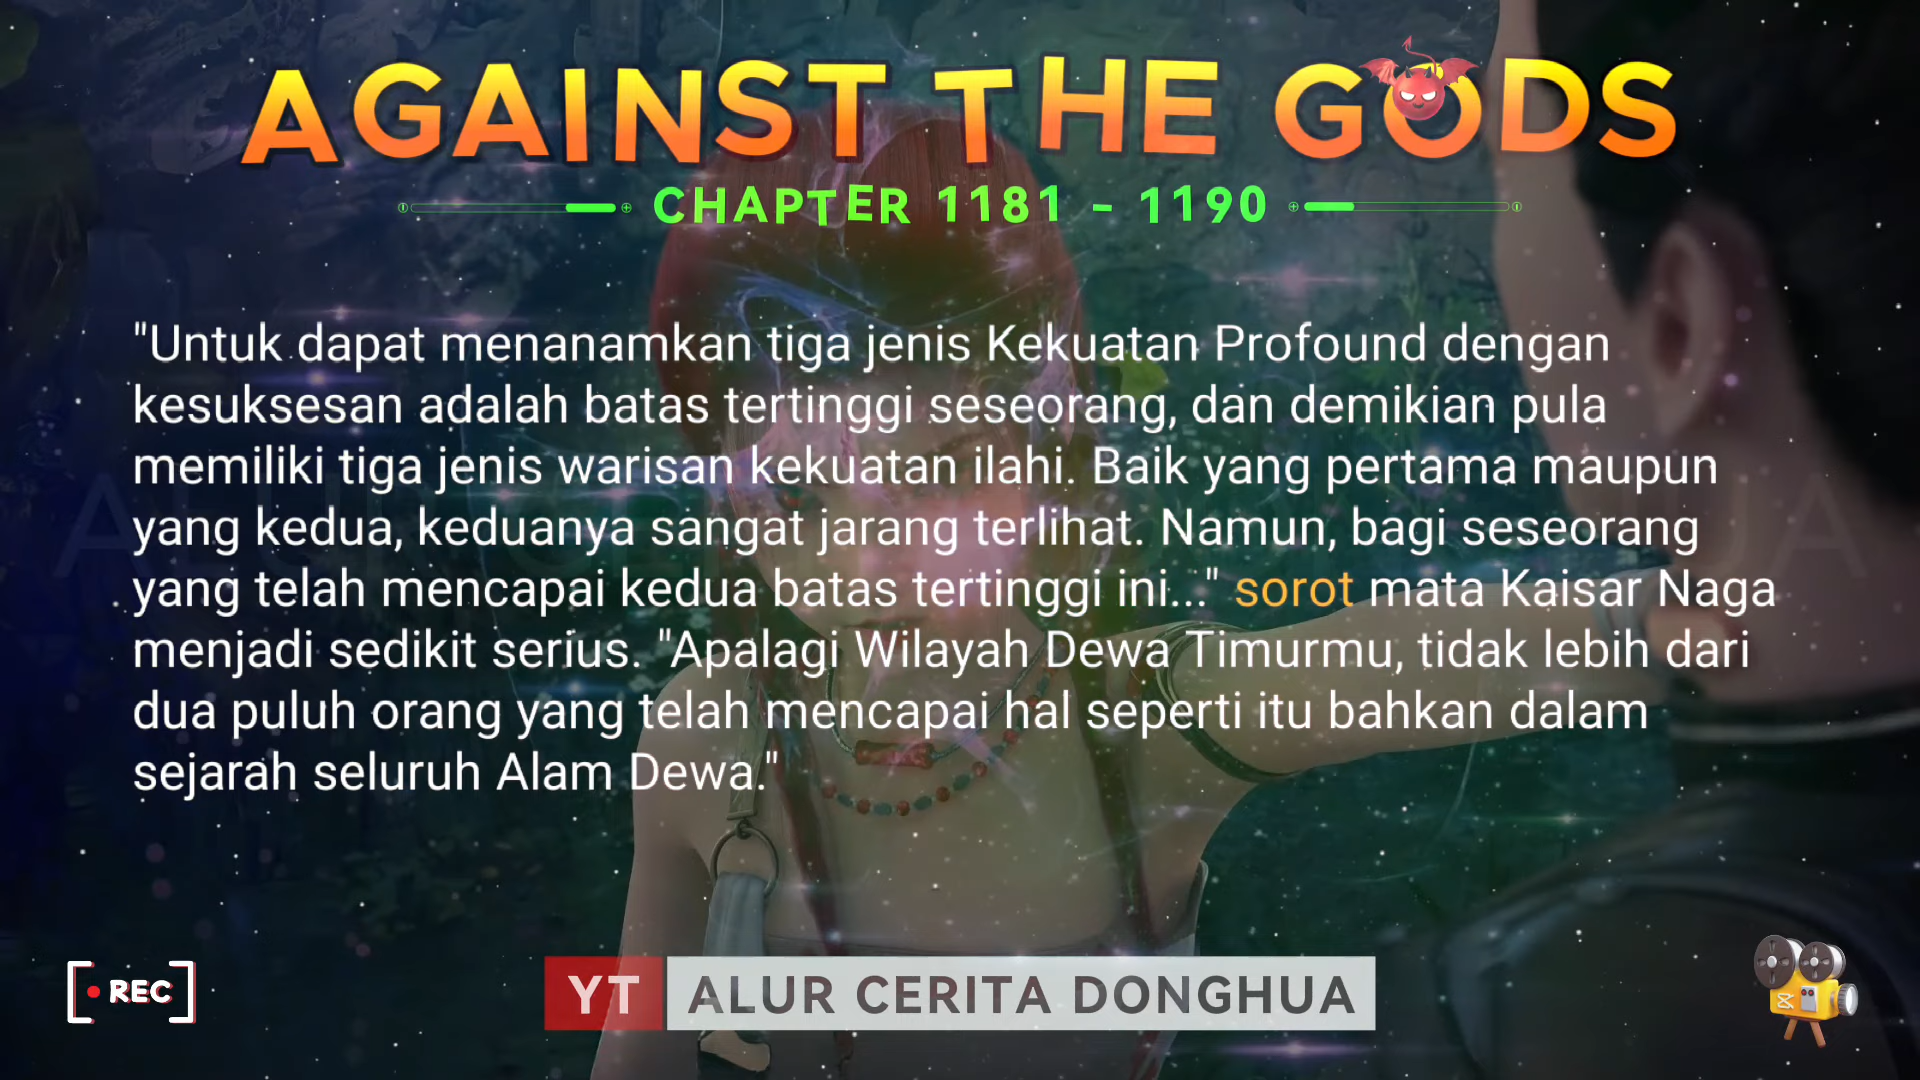 AGAINST THE GODS
CHAPTER 1181 - 1190
"Untuk dapat menanamkan tiga jenis Kekuatan Profound dengan
kesuksesan adalah batas tertinggi seseorang, dan demikian pula
memiliki tiga jenis warisan kekuatan ilahi. Baik yang pertama maupun
yang kedua, keduanya sangat jarang terlihat. Namun, bagi seseorang
yang telah mencapai kedua batas tertinggi ini..." sorot mata Kaisar Naga
menjadi sedikit serius. "Apalagi Wilayah Dewa Timurmu, tidak lebih dari
dua puluh orang yang telah mencapai hal seperti itu bahkan dalam
sejarah seluruh Alam Dewa."
REC
YT ALUR CERITA DONGHUA